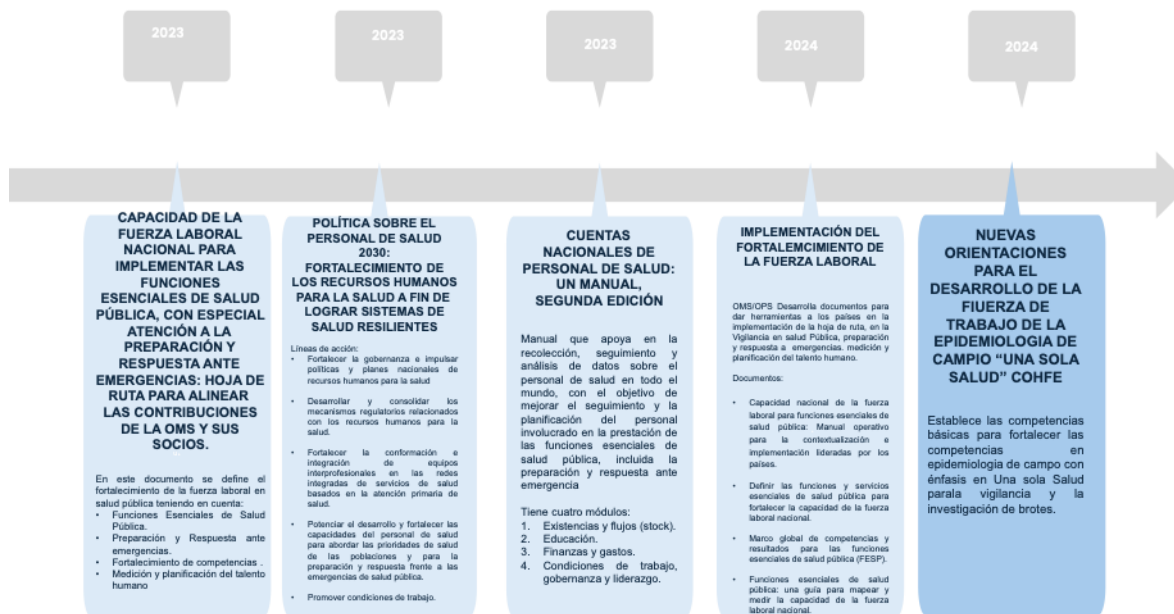 2023
2023
2023
2024
2024
CAPACIDAD DE LA
FUERZA LABORAL
NACIONAL PARA
IMPLEMENTAR LAS
FUNCIONES
ESENCIALES DE SALUD
PÚBLICA, CON ESPECIAL
ATENCIÓN A LA
PREPARACIÓN Y
RESPUESTA ANTE
EMERGENCIAS: HOJA DE
RUTA PARA ALINEAR
LAS CONTRIBUCIONES
DE LA OMS Y SUS
SOCIOS.
En este documento se define el
fortalecimiento de la fuerza laboral en
salud pública teniendo en cuenta:
• Funciones Esenciales de Salud
Pública.
• Preparación y Respuesta ante
emergencias.
• Fortalecimiento de competencias .
• Medición y planificación del talento
humano
POLÍTICA SOBRE EL
PERSONAL DE SALUD
2030:
FORTALECIMIENTO DE
LOS RECURSOS HUMANOS
PARA LA SALUD A FIN DE
LOGRAR SISTEMAS DE
SALUD RESILIENTES
Líneas de acción:
• Fortalecer la gobernanza e impulsar
políticas y planes nacionales de
recursos humanos para la salud
• Desarrollar y consolidar los
mecanismos regulatorios relacionados
con los recursos humanos para la
salud.
• Fortalecer la conformación e
integración de equipos
interprofesionales en las redes
integradas de servicios de salud
basados en la atención primaria de
salud.
• Potenciar el desarrollo y fortalecer las
capacidades del personal de salud
para abordar las prioridades de salud
de las poblaciones y para la
preparación y respuesta frente a las
emergencias de salud pública.
• Promover condiciones de trabajo.
CUENTAS
NACIONALES DE
PERSONAL DE SALUD:
UN MANUAL,
SEGUNDA EDICIÓN
Manual que apoya en la
recolección, seguimiento y
análisis de datos sobre el
personal de salud en todo el
mundo, con el objetivo de
mejorar el seguimiento y la
planificación del personal
involucrado en la prestación de
las funciones esenciales de
salud pública, incluida la
preparación y respuesta ante
emergencia
Tiene cuatro módulos:
1. Existencias y flujos (stock).
2. Educación.
3. Finanzas y gastos.
4. Condiciones de trabajo,
gobernanza y liderazgo.
IMPLEMENTACIÓN DEL
FORTALEMCIMIENTO DE
LA FUERZA LABORAL
OMS/OPS Desarrolla documentos para
dar herramientas a los países en la
implementación de la hoja de ruta, en la
Vigilancia en salud Pública, preparación
y respuesta a emergencias. medición y
planificación del talento humano.
Documentos:
• Capacidad nacional de la fuerza
laboral para funciones esenciales de
salud pública: Manual operativo
para la contextualización e
implementación lideradas por los
países.
• Definir las funciones y servicios
esenciales de salud pública para
fortalecer la capacidad de la fuerza
laboral nacional.
• Marco global de competencias y
resultados para las funciones
esenciales de salud pública (FESP).
• Funciones esenciales de salud
pública: una guía para mapear y
medir la capacidad de la fuerza
laboral nacional.
NUEVAS
ORIENTACIONES
PARA EL
DESARROLLO DE LA
FIUERZA DE
TRABAJO DE LA
EPIDEMIOLOGIA DE
CAMPIO “UNA SOLA
SALUD” COHFE
Establece las competencias
básicas para fortalecer las
competencias en
epidemiologia de campo con
énfasis en Una sola Salud
parala vigilancia y la
investigación de brotes.